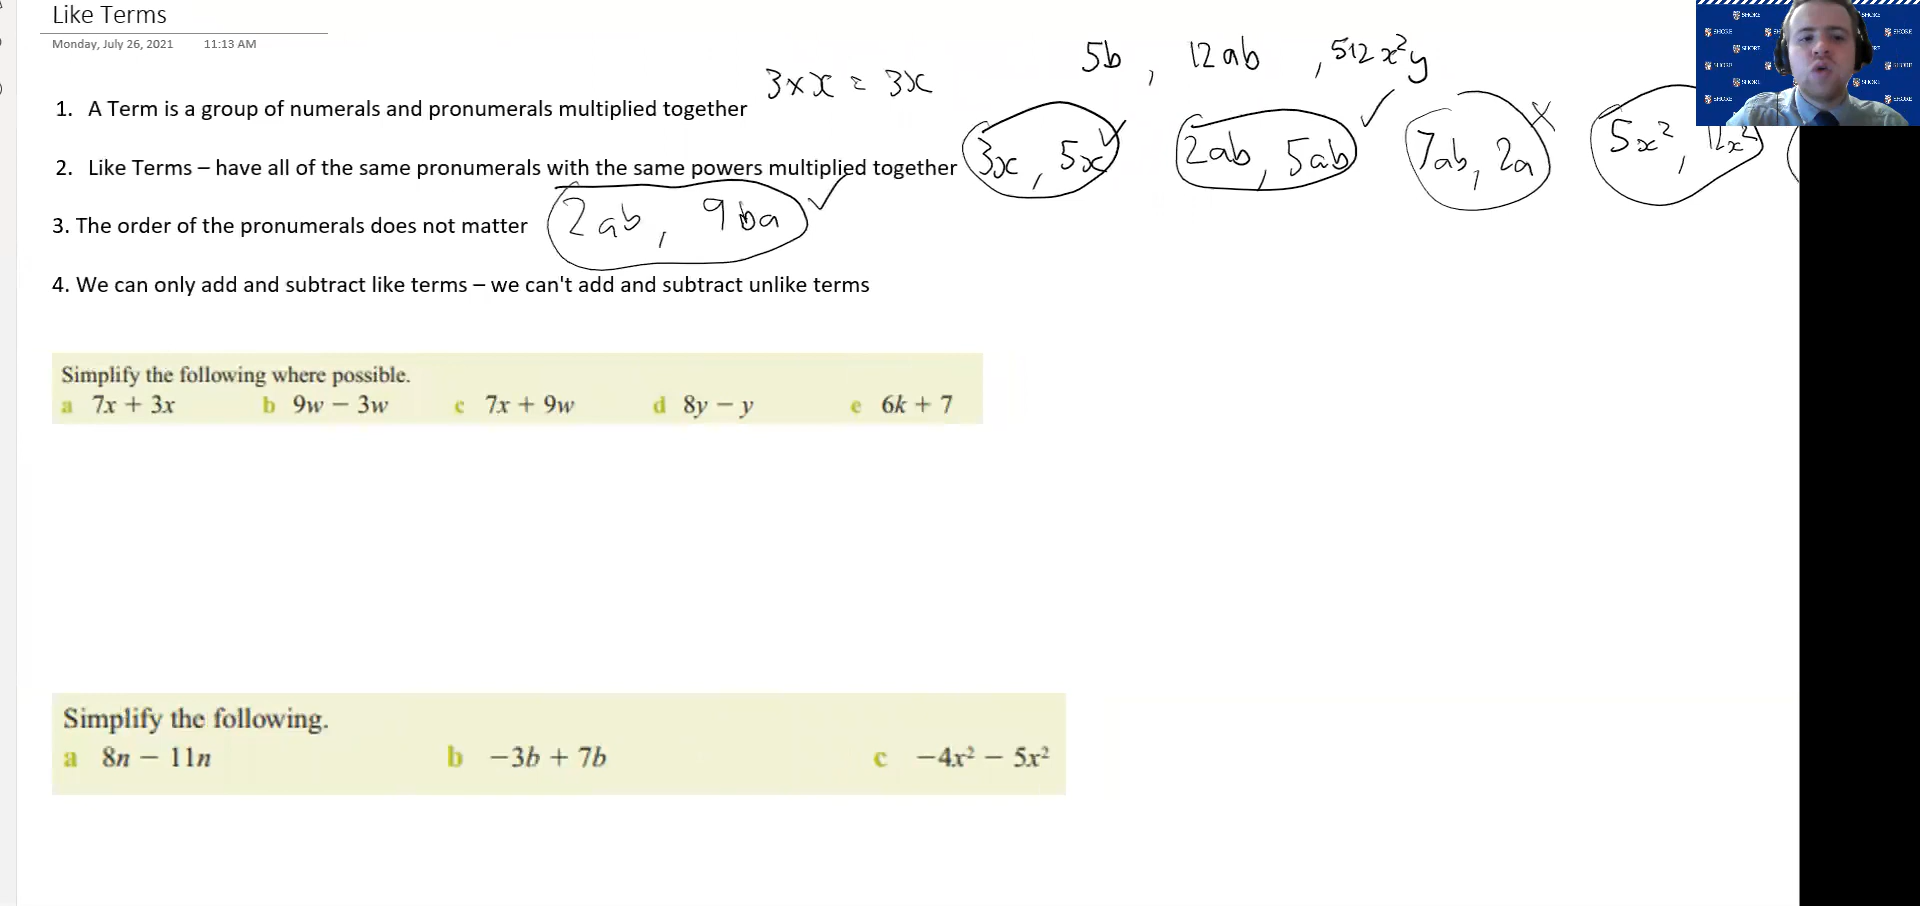 Like Terms
Monday, July 26, 2021 11:13 AM
5b , 12ab , 512x²y
3×x = 3x
1. A Term is a group of numerals and pronumerals multiplied together
2. Like Terms – have all of the same pronumerals with the same powers multiplied together
3x , 5x ✓ 2ab , 5ab ✓ 7ab, 2a × 5x² , 12x²
3. The order of the pronumerals does not matter
2ab , 9ba ✓
4. We can only add and subtract like terms – we can't add and subtract unlike terms
Simplify the following where possible.
a 7x + 3x b 9w − 3w c 7x + 9w d 8y − y e 6k + 7
Simplify the following.
a 8n − 11n b −3b + 7b c −4x² − 5x²
SHORE